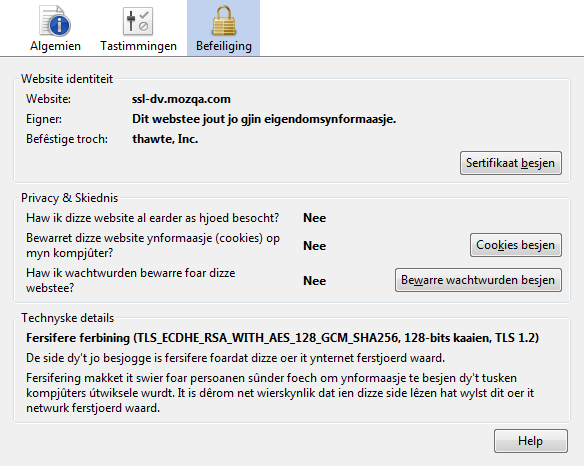 Algemien Tastimmingen Befeiliging
Website identiteit
Website: ssl-dv.mozqa.com
Eigner: Dit webstee jout jo gjin eigendomsynformaasje.
Befêstige troch: thawte, Inc.
Sertifikaat besjen
Privacy & Skiednis
Haw ik dizze website al earder as hjoed besocht? Nee
Bewarret dizze website ynformaasje (cookies) op
myn kompjûter? Nee Cookies besjen
Haw ik wachtwurden bewarre foar dizze
webstee? Nee Bewarre wachtwurden besjen
Technyske details
Fersifere ferbining (TLS_ECDHE_RSA_WITH_AES_128_GCM_SHA256, 128-bits kaaien, TLS 1.2)
De side dy't jo besjogge is fersifere foardat dizze oer it ynternet ferstjoerd waard.
Fersifering makket it swier foar persoanen sûnder foech om ynformaasje te besjen dy't tusken
kompjûters útwiksele wurdt. It is dêrom net wierskynlik dat ien dizze side lêzen hat wylst dit oer it
netwurk ferstjoerd waard.
Help